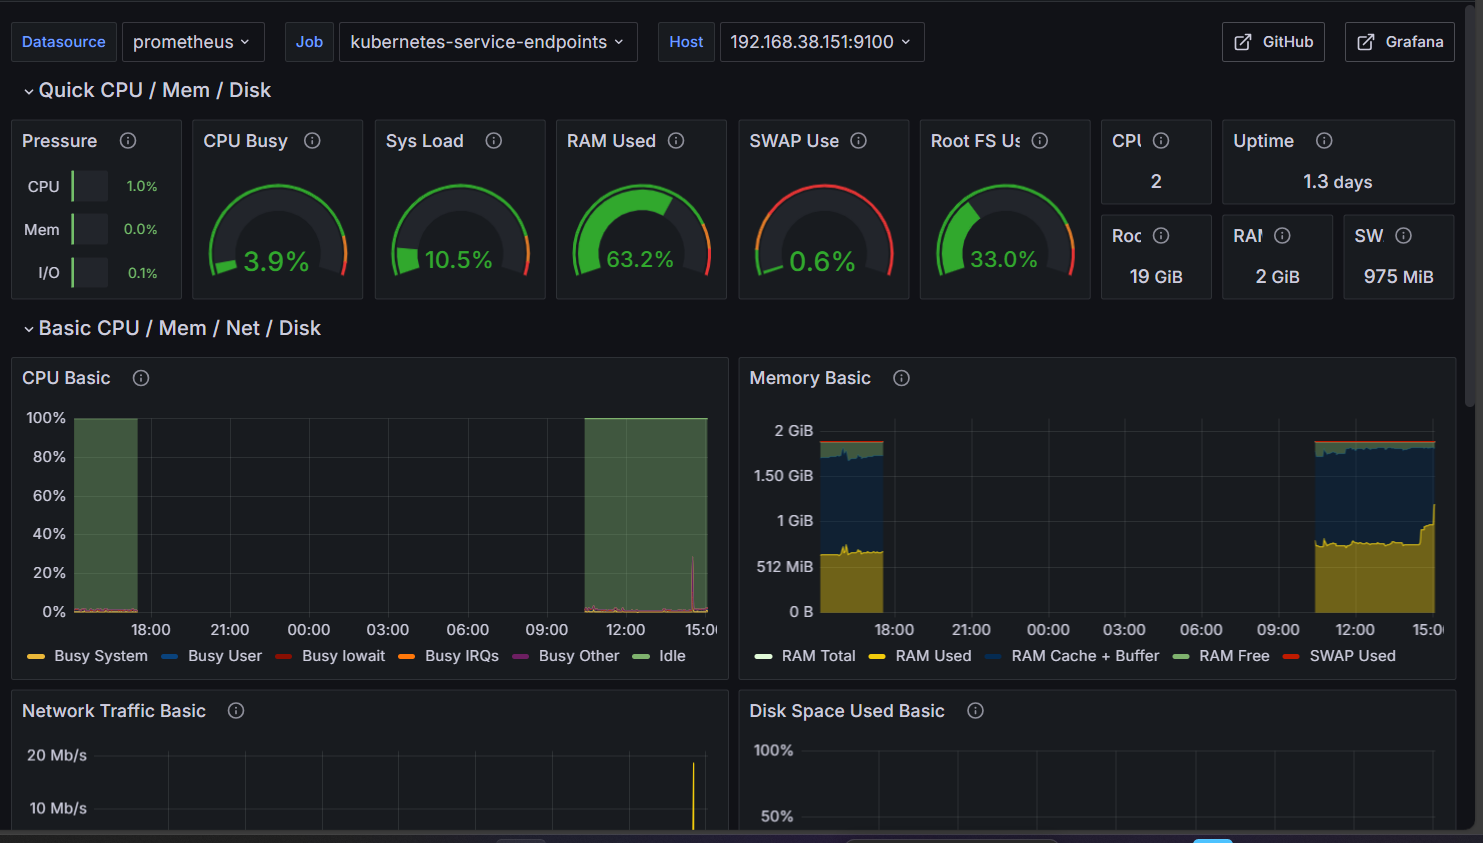 Datasource prometheus Job kubernetes-service-endpoints Host 192.168.38.151:9100 GitHub Grafana
Quick CPU / Mem / Disk
Pressure
CPU 1.0%
Mem 0.0%
I/O 0.1%
CPU Busy
3.9%
Sys Load
10.5%
RAM Used
63.2%
SWAP Use
0.6%
Root FS Us
33.0%
CPU
2
Uptime
1.3 days
Roo
19 GiB
RAM
2 GiB
SW
975 MiB
Basic CPU / Mem / Net / Disk
CPU Basic
100%
80%
60%
40%
20%
0%
18:00 21:00 00:00 03:00 06:00 09:00 12:00 15:00
Busy System Busy User Busy Iowait Busy IRQs Busy Other Idle
Memory Basic
2 GiB
1.50 GiB
1 GiB
512 MiB
0 B
18:00 21:00 00:00 03:00 06:00 09:00 12:00 15:00
RAM Total RAM Used RAM Cache + Buffer RAM Free SWAP Used
Network Traffic Basic
20 Mb/s
10 Mb/s
Disk Space Used Basic
100%
50%